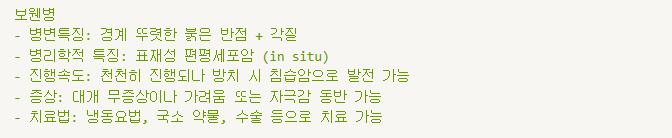 보웬병
- 병변특징: 경계 뚜렷한 붉은 반점 + 각질
- 병리학적 특징: 표재성 편평세포암 (in situ)
- 진행속도: 천천히 진행되나 방치 시 침습암으로 발전 가능
- 증상: 대개 무증상이나 가려움 또는 자극감 동반 가능
- 치료법: 냉동요법, 국소 약물, 수술 등으로 치료 가능